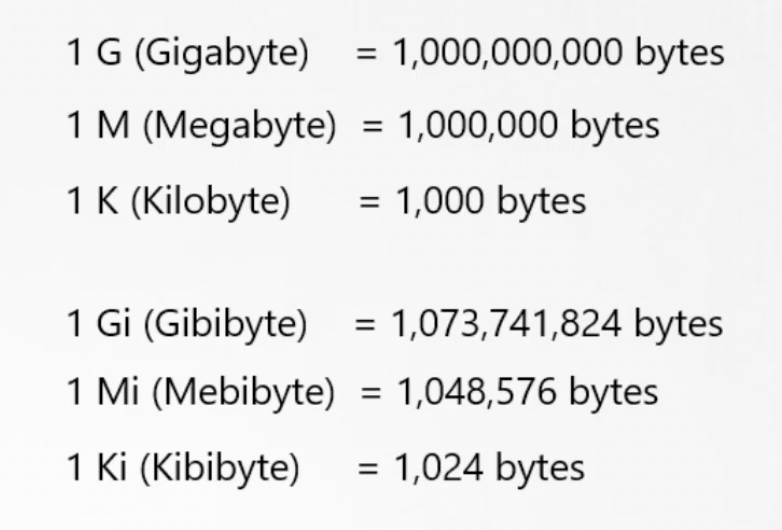 1 G (Gigabyte) = 1,000,000,000 bytes
1 M (Megabyte) = 1,000,000 bytes
1 K (Kilobyte) = 1,000 bytes
1 Gi (Gibibyte) = 1,073,741,824 bytes
1 Mi (Mebibyte) = 1,048,576 bytes
1 Ki (Kibibyte) = 1,024 bytes